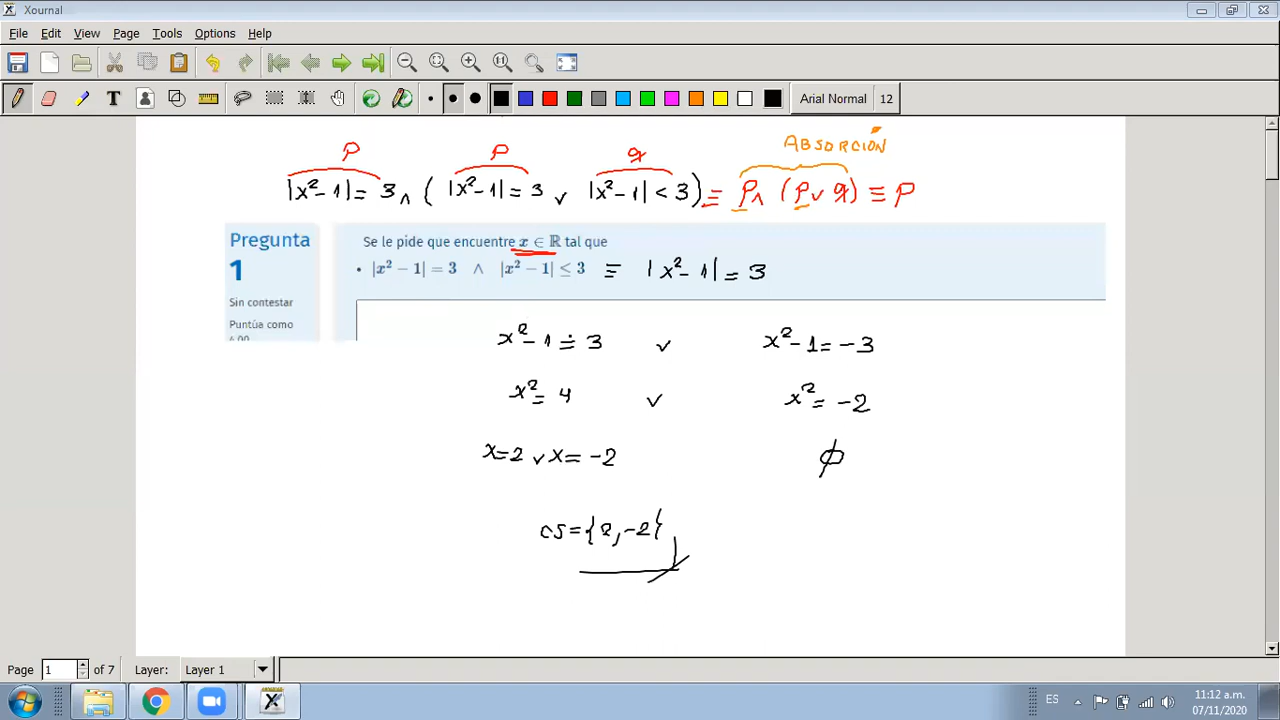 Xournal
File Edit View Page Tools Options Help
Arial Normal 12
P P q ABSORCIÓN
|x²-1|=3 ∧ (|x²-1|=3 ∨ |x²-1|<3) ≡ P∧ (P∨q) ≡ P
Pregunta
1
Sin contestar
Puntúa como
Se le pide que encuentre x ∈ ℝ tal que
• |x² − 1| = 3 ∧ |x² − 1| ≤ 3 ≡ |x²-1|=3
x²-1=3 ∨ x²-1=-3
x²=4 ∨ x²=-2
x=2 ∨ x=-2 ϕ
CS={2,-2}
Page 1 of 7 Layer: Layer 1
ES 11:12 a.m.
07/11/2020